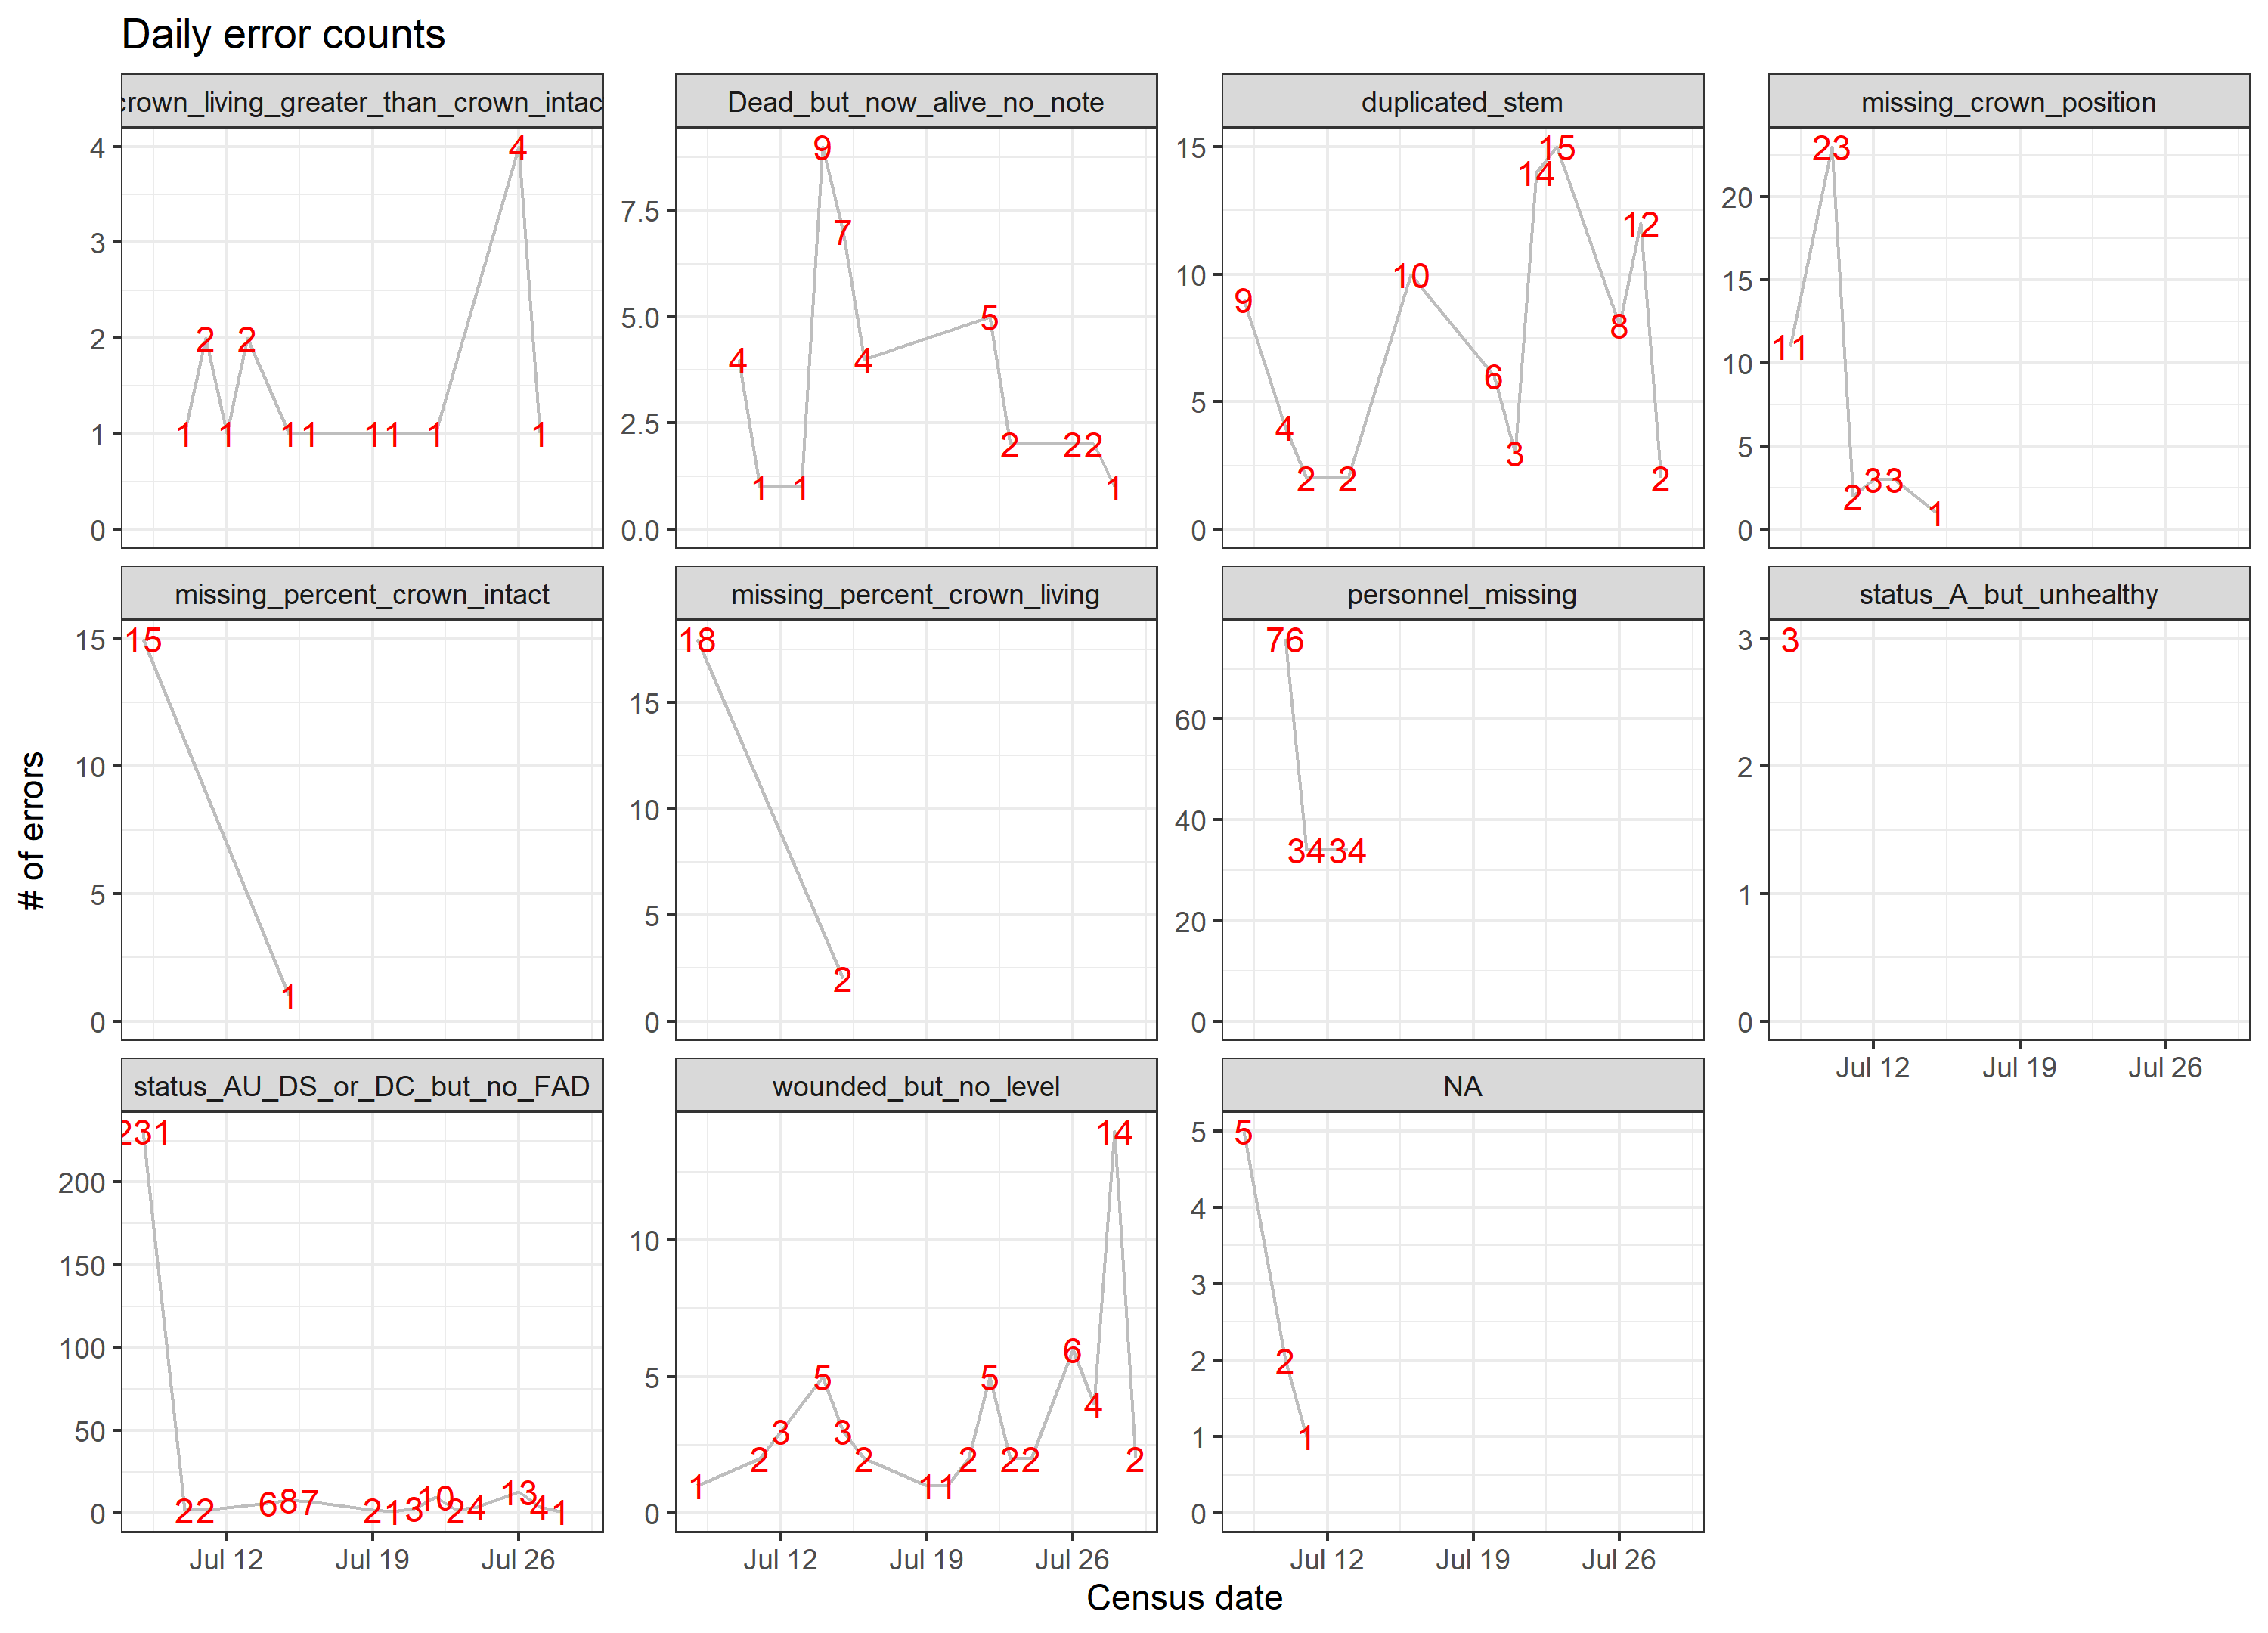 Daily error counts
crown_living_greater_than_crown_intac
Dead_but_now_alive_no_note
duplicated_stem
missing_crown_position
4
3
2
1
0
1 2 1 2 1 1 1 1 1 4 1
7.5
5.0
2.5
0.0
4 1 1 9 7 4 5 2 2 2 1
15
10
5
0
9 4 2 2 10 6 3 14 15 8 12 2
20
15
10
5
0
11 23 2 3 3 1
missing_percent_crown_intact
missing_percent_crown_living
personnel_missing
status_A_but_unhealthy
15
10
5
0
15 1
15
10
5
0
18 2
60
40
20
0
76 34 34
3
2
1
0
3
Jul 12 Jul 19 Jul 26
status_AU_DS_or_DC_but_no_FAD
wounded_but_no_level
NA
200
150
100
50
0
231 2 2 6 8 7 2 1 3 10 2 4 13 4 1
10
5
0
1 2 3 5 3 2 1 1 2 5 2 2 6 4 14 2
5
4
3
2
1
0
5 2 1
Jul 12 Jul 19 Jul 26
Jul 12 Jul 19 Jul 26
Jul 12 Jul 19 Jul 26
Census date
# of errors